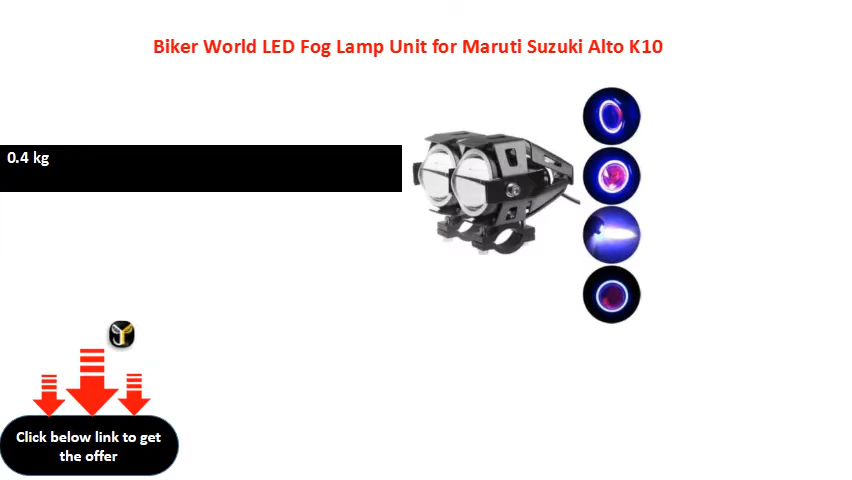 Biker World LED Fog Lamp Unit for Maruti Suzuki Alto K10
0.4 kg
Click below link to get
the offer